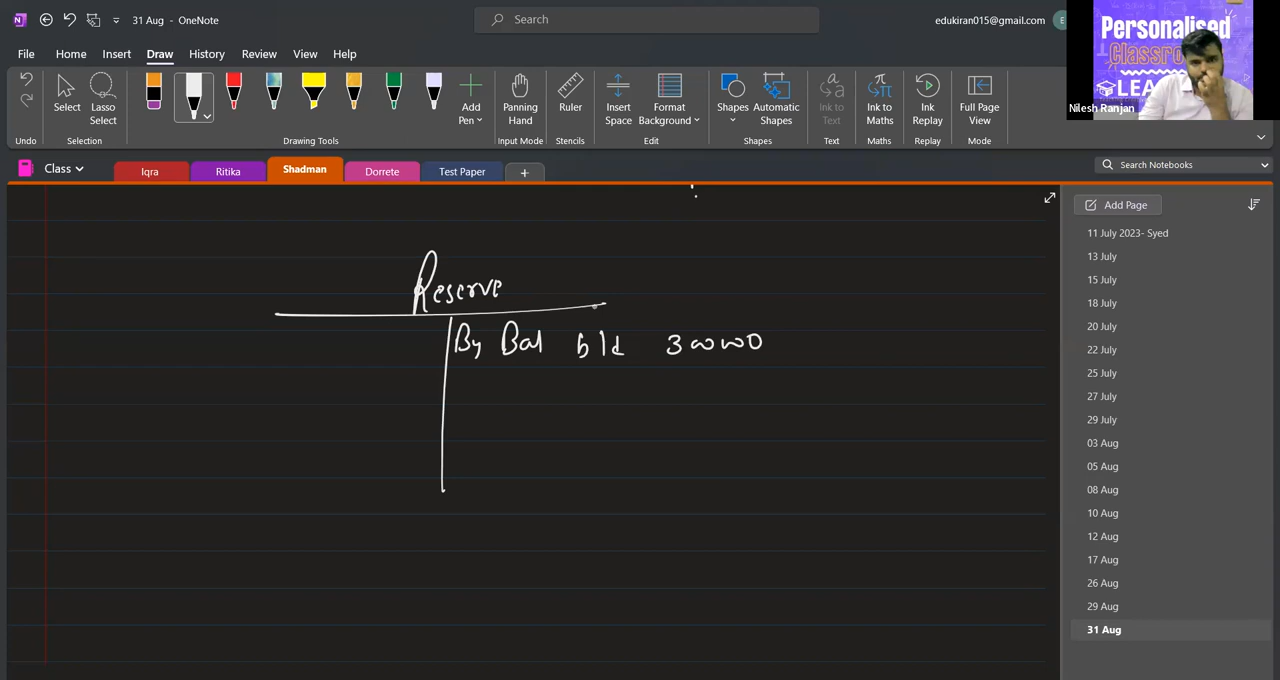 31 Aug - OneNote
Search
edukiran015@gmail.com
E
Personalised
Classroom
LEA
Nilesh Ranjan
File Home Insert Draw History Review View Help
Undo
Select
Lasso Select
Selection
Drawing Tools
Add Pen
Panning Hand
Input Mode
Ruler
Stencils
Insert Space
Format Background
Edit
Shapes
Automatic Shapes
Shapes
Ink to Text
Text
Ink to Maths
Maths
Ink Replay
Replay
Full Page View
Mode
Class
Iqra
Ritika
Shadman
Dorrete
Test Paper
+
Search Notebooks
Add Page
11 July 2023- Syed
13 July
15 July
18 July
20 July
22 July
25 July
27 July
29 July
03 Aug
05 Aug
08 Aug
10 Aug
12 Aug
17 Aug
26 Aug
29 Aug
31 Aug
Reserve
By Bal b/d